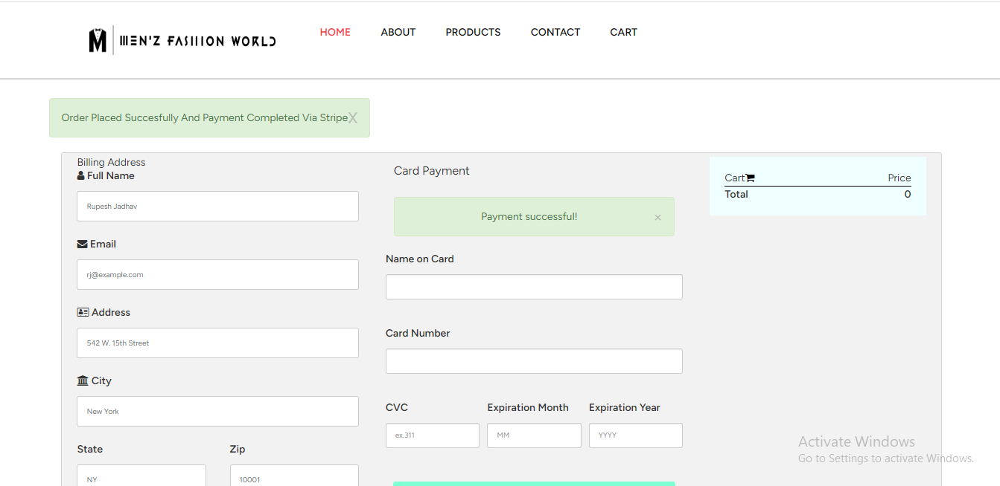 M MEN'Z FASHION WORLD
HOME ABOUT PRODUCTS CONTACT CART
Order Placed Succesfully And Payment Completed Via StripeX
Billing Address
Full Name
Rupesh Jadhav
Email
rj@example.com
Address
542 W. 15th Street
City
New York
State Zip
NY 10001
Card Payment
Payment successful! ×
Name on Card
Card Number
CVC Expiration Month Expiration Year
ex.311 MM YYYY
Cart Price
Total 0
Activate Windows
Go to Settings to activate Windows.